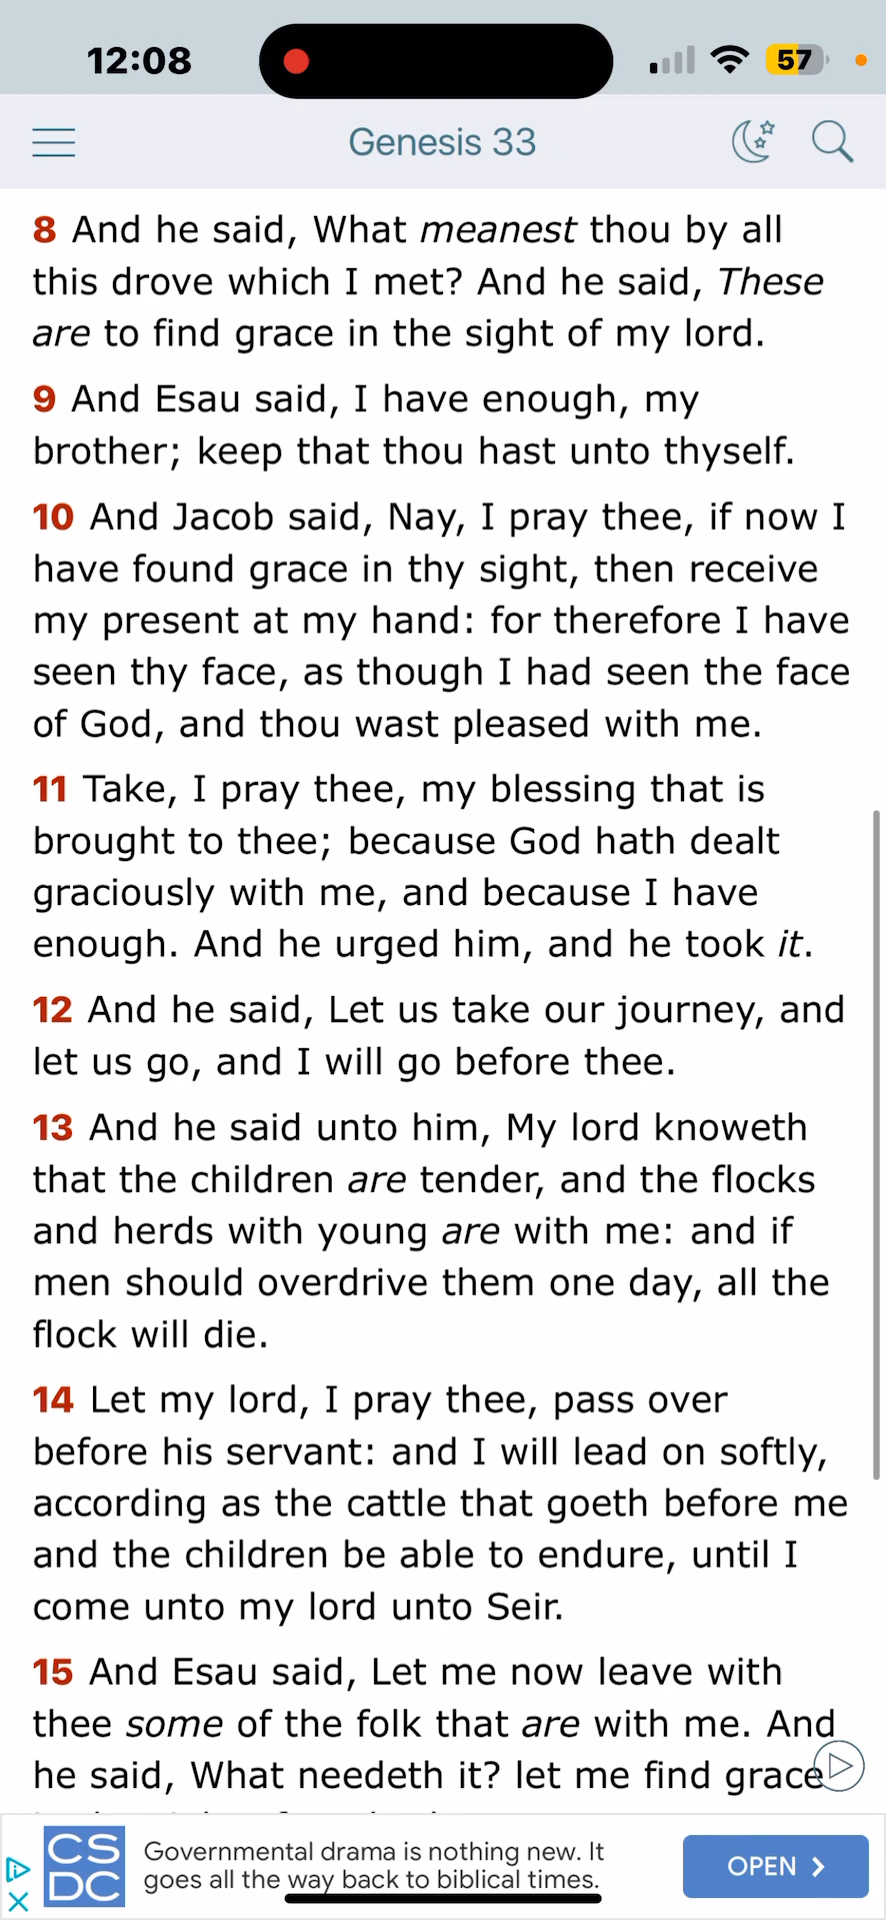 12:08
57
Genesis 33
8 And he said, What meanest thou by all
this drove which I met? And he said, These
are to find grace in the sight of my lord.
9 And Esau said, I have enough, my
brother; keep that thou hast unto thyself.
10 And Jacob said, Nay, I pray thee, if now I
have found grace in thy sight, then receive
my present at my hand: for therefore I have
seen thy face, as though I had seen the face
of God, and thou wast pleased with me.
11 Take, I pray thee, my blessing that is
brought to thee; because God hath dealt
graciously with me, and because I have
enough. And he urged him, and he took it.
12 And he said, Let us take our journey, and
let us go, and I will go before thee.
13 And he said unto him, My lord knoweth
that the children are tender, and the flocks
and herds with young are with me: and if
men should overdrive them one day, all the
flock will die.
14 Let my lord, I pray thee, pass over
before his servant: and I will lead on softly,
according as the cattle that goeth before me
and the children be able to endure, until I
come unto my lord unto Seir.
15 And Esau said, Let me now leave with
thee some of the folk that are with me. And
he said, What needeth it? let me find grace
CS
DC
Governmental drama is nothing new. It
goes all the way back to biblical times.
OPEN